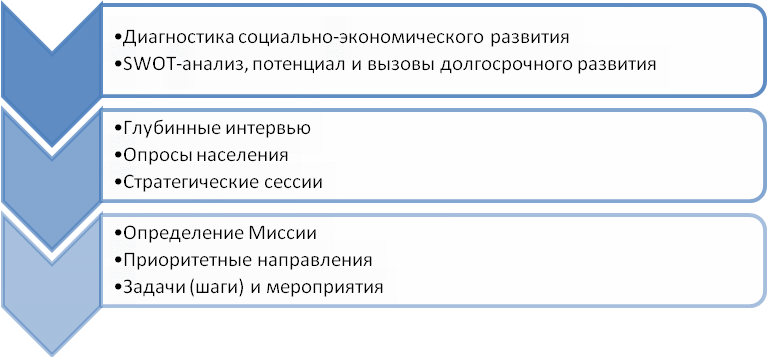 •Диагностика социально-экономического развития
•SWOT-анализ, потенциал и вызовы долгосрочного развития
•Глубинные интервью
•Опросы населения
•Стратегические сессии
•Определение Миссии
•Приоритетные направления
•Задачи (шаги) и мероприятия